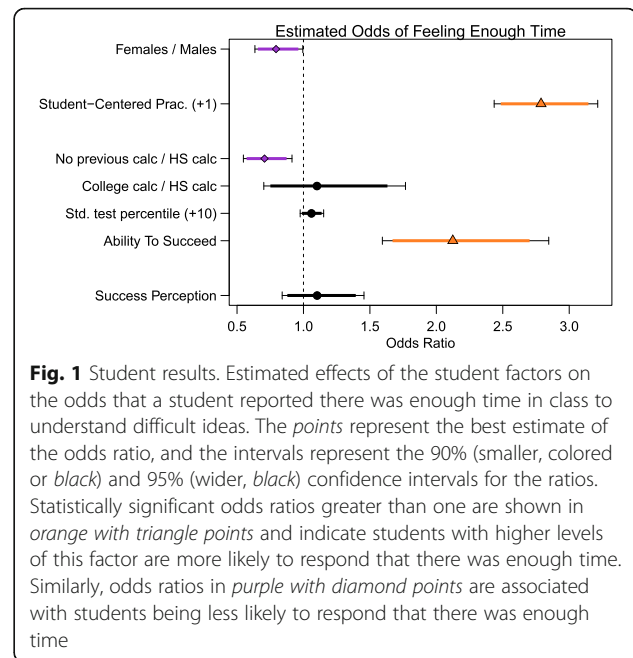 Estimated Odds of Feeling Enough Time
Females / Males
Student−Centered Prac. (+1)
No previous calc / HS calc
College calc / HS calc
Std. test percentile (+10)
Ability To Succeed
Success Perception
0.5 1.0 1.5 2.0 2.5 3.0
Odds Ratio
Fig. 1 Student results. Estimated effects of the student factors on
the odds that a student reported there was enough time in class to
understand difficult ideas. The points represent the best estimate of
the odds ratio, and the intervals represent the 90% (smaller, colored
or black) and 95% (wider, black) confidence intervals for the ratios.
Statistically significant odds ratios greater than one are shown in
orange with triangle points and indicate students with higher levels
of this factor are more likely to respond that there was enough time.
Similarly, odds ratios in purple with diamond points are associated
with students being less likely to respond that there was enough
time